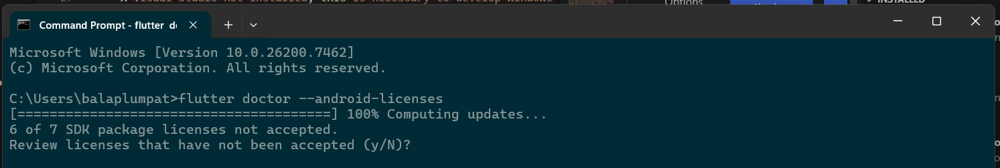 X Visual Studio not installed; this is necessary to develop Windows
Options
INSTALLED
Command Prompt - flutter d
Microsoft Windows [Version 10.0.26200.7462]
(c) Microsoft Corporation. All rights reserved.
C:\Users\balaplumpat>flutter doctor --android-licenses
[=======================================] 100% Computing updates...
6 of 7 SDK package licenses not accepted.
Review licenses that have not been accepted (y/N)?